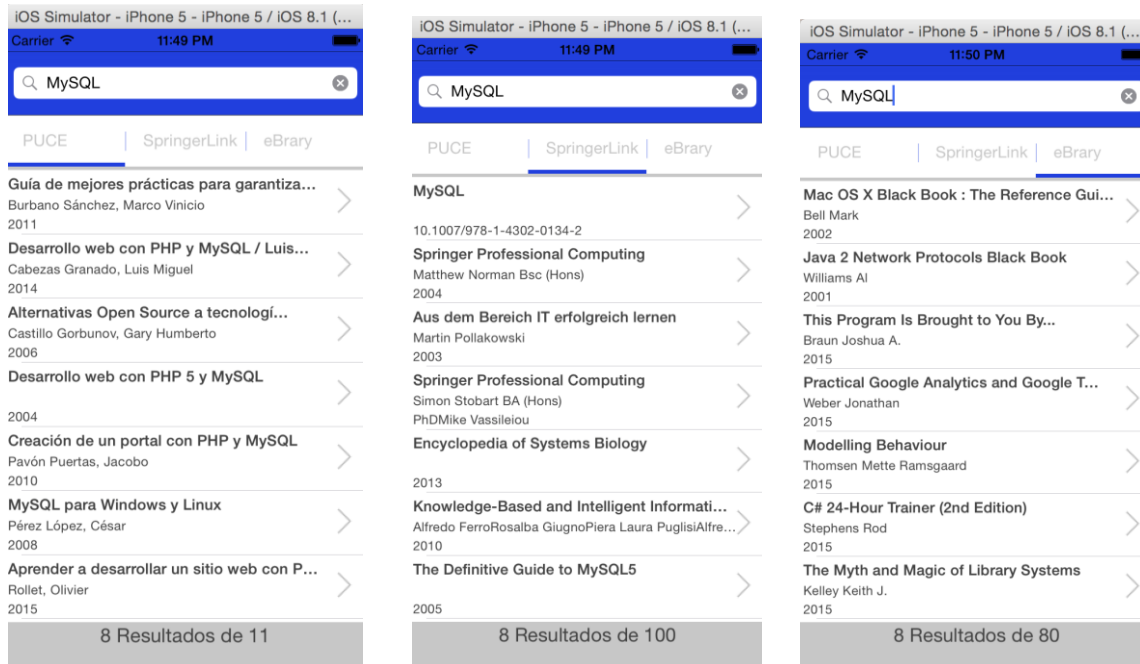 iOS Simulator - iPhone 5 - iPhone 5 / iOS 8.1 (...
Carrier 11:49 PM
MySQL
PUCE SpringerLink eBrary
Guía de mejores prácticas para garantiza...
Burbano Sánchez, Marco Vinicio
2011
Desarrollo web con PHP y MySQL / Luis...
Cabezas Granado, Luis Miguel
2014
Alternativas Open Source a tecnologí...
Castillo Gorbunov, Gary Humberto
2006
Desarrollo web con PHP 5 y MySQL
2004
Creación de un portal con PHP y MySQL
Pavón Puertas, Jacobo
2010
MySQL para Windows y Linux
Pérez López, César
2008
Aprender a desarrollar un sitio web con P...
Rollet, Olivier
2015
8 Resultados de 11
iOS Simulator - iPhone 5 - iPhone 5 / iOS 8.1 (...
Carrier 11:49 PM
MySQL
PUCE SpringerLink eBrary
MySQL
10.1007/978-1-4302-0134-2
Springer Professional Computing
Matthew Norman Bsc (Hons)
2004
Aus dem Bereich IT erfolgreich lernen
Martin Pollakowski
2003
Springer Professional Computing
Simon Stobart BA (Hons)
PhDMike Vassileiou
Encyclopedia of Systems Biology
2013
Knowledge-Based and Intelligent Informati...
Alfredo FerroRosalba GiugnoPiera Laura PuglisiAlfre...
2010
The Definitive Guide to MySQL5
2005
8 Resultados de 100
iOS Simulator - iPhone 5 - iPhone 5 / iOS 8.1 (...
Carrier 11:50 PM
MySQL
PUCE SpringerLink eBrary
Mac OS X Black Book : The Reference Gui...
Bell Mark
2002
Java 2 Network Protocols Black Book
Williams Al
2001
This Program Is Brought to You By...
Braun Joshua A.
2015
Practical Google Analytics and Google T...
Weber Jonathan
2015
Modelling Behaviour
Thomsen Mette Ramsgaard
2015
C# 24-Hour Trainer (2nd Edition)
Stephens Rod
2015
The Myth and Magic of Library Systems
Kelley Keith J.
2015
8 Resultados de 80